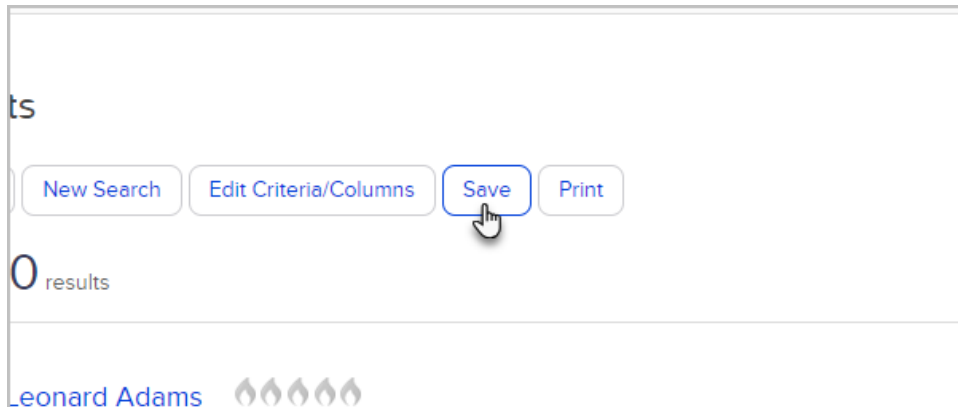 ts
New Search Edit Criteria/Columns Save Print
0 results
Leonard Adams